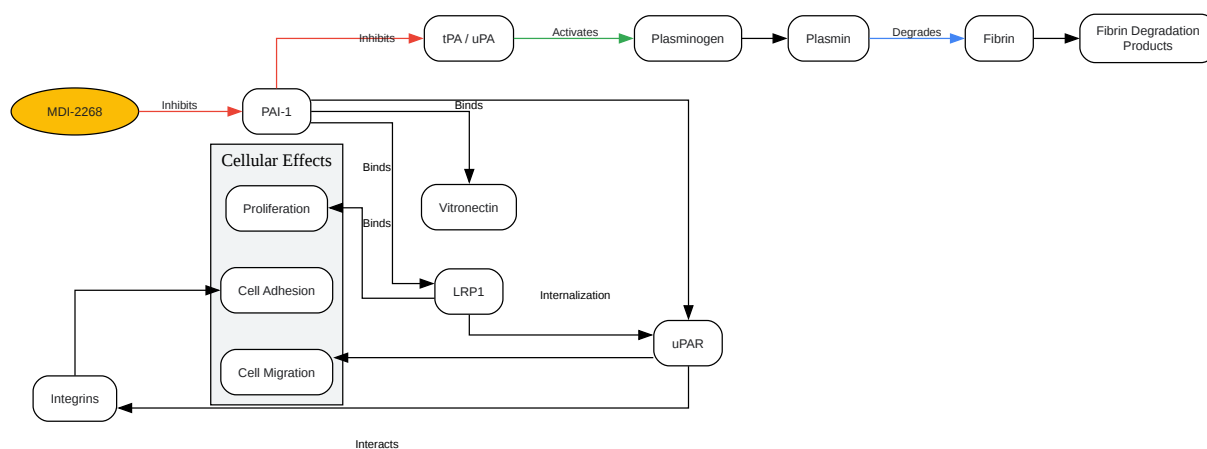 Inhibits
tPA / uPA
Activates
Plasminogen
Plasmin
Degrades
Fibrin
Fibrin Degradation
Products
MDI-2268
Inhibits
PAI-1
Binds
Cellular Effects
Binds
Proliferation
Vitronectin
Binds
Cell Adhesion
LRP1
Internalization
uPAR
Cell Migration
Integrins
Interacts